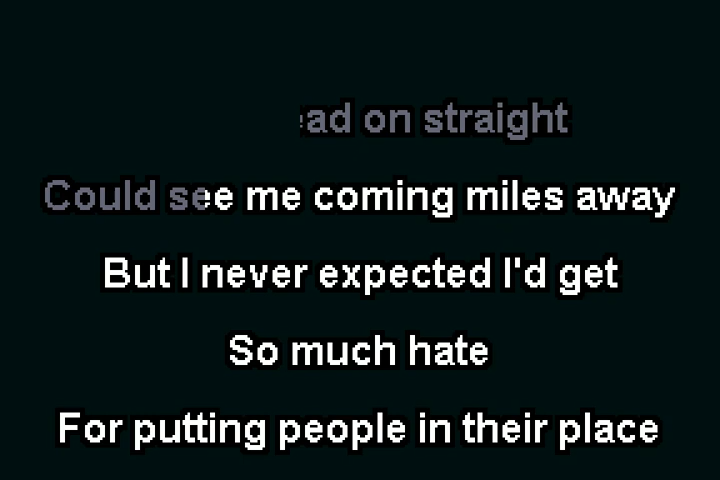 ead on straight
Could see me coming miles away
But I never expected I'd get
So much hate
For putting people in their place